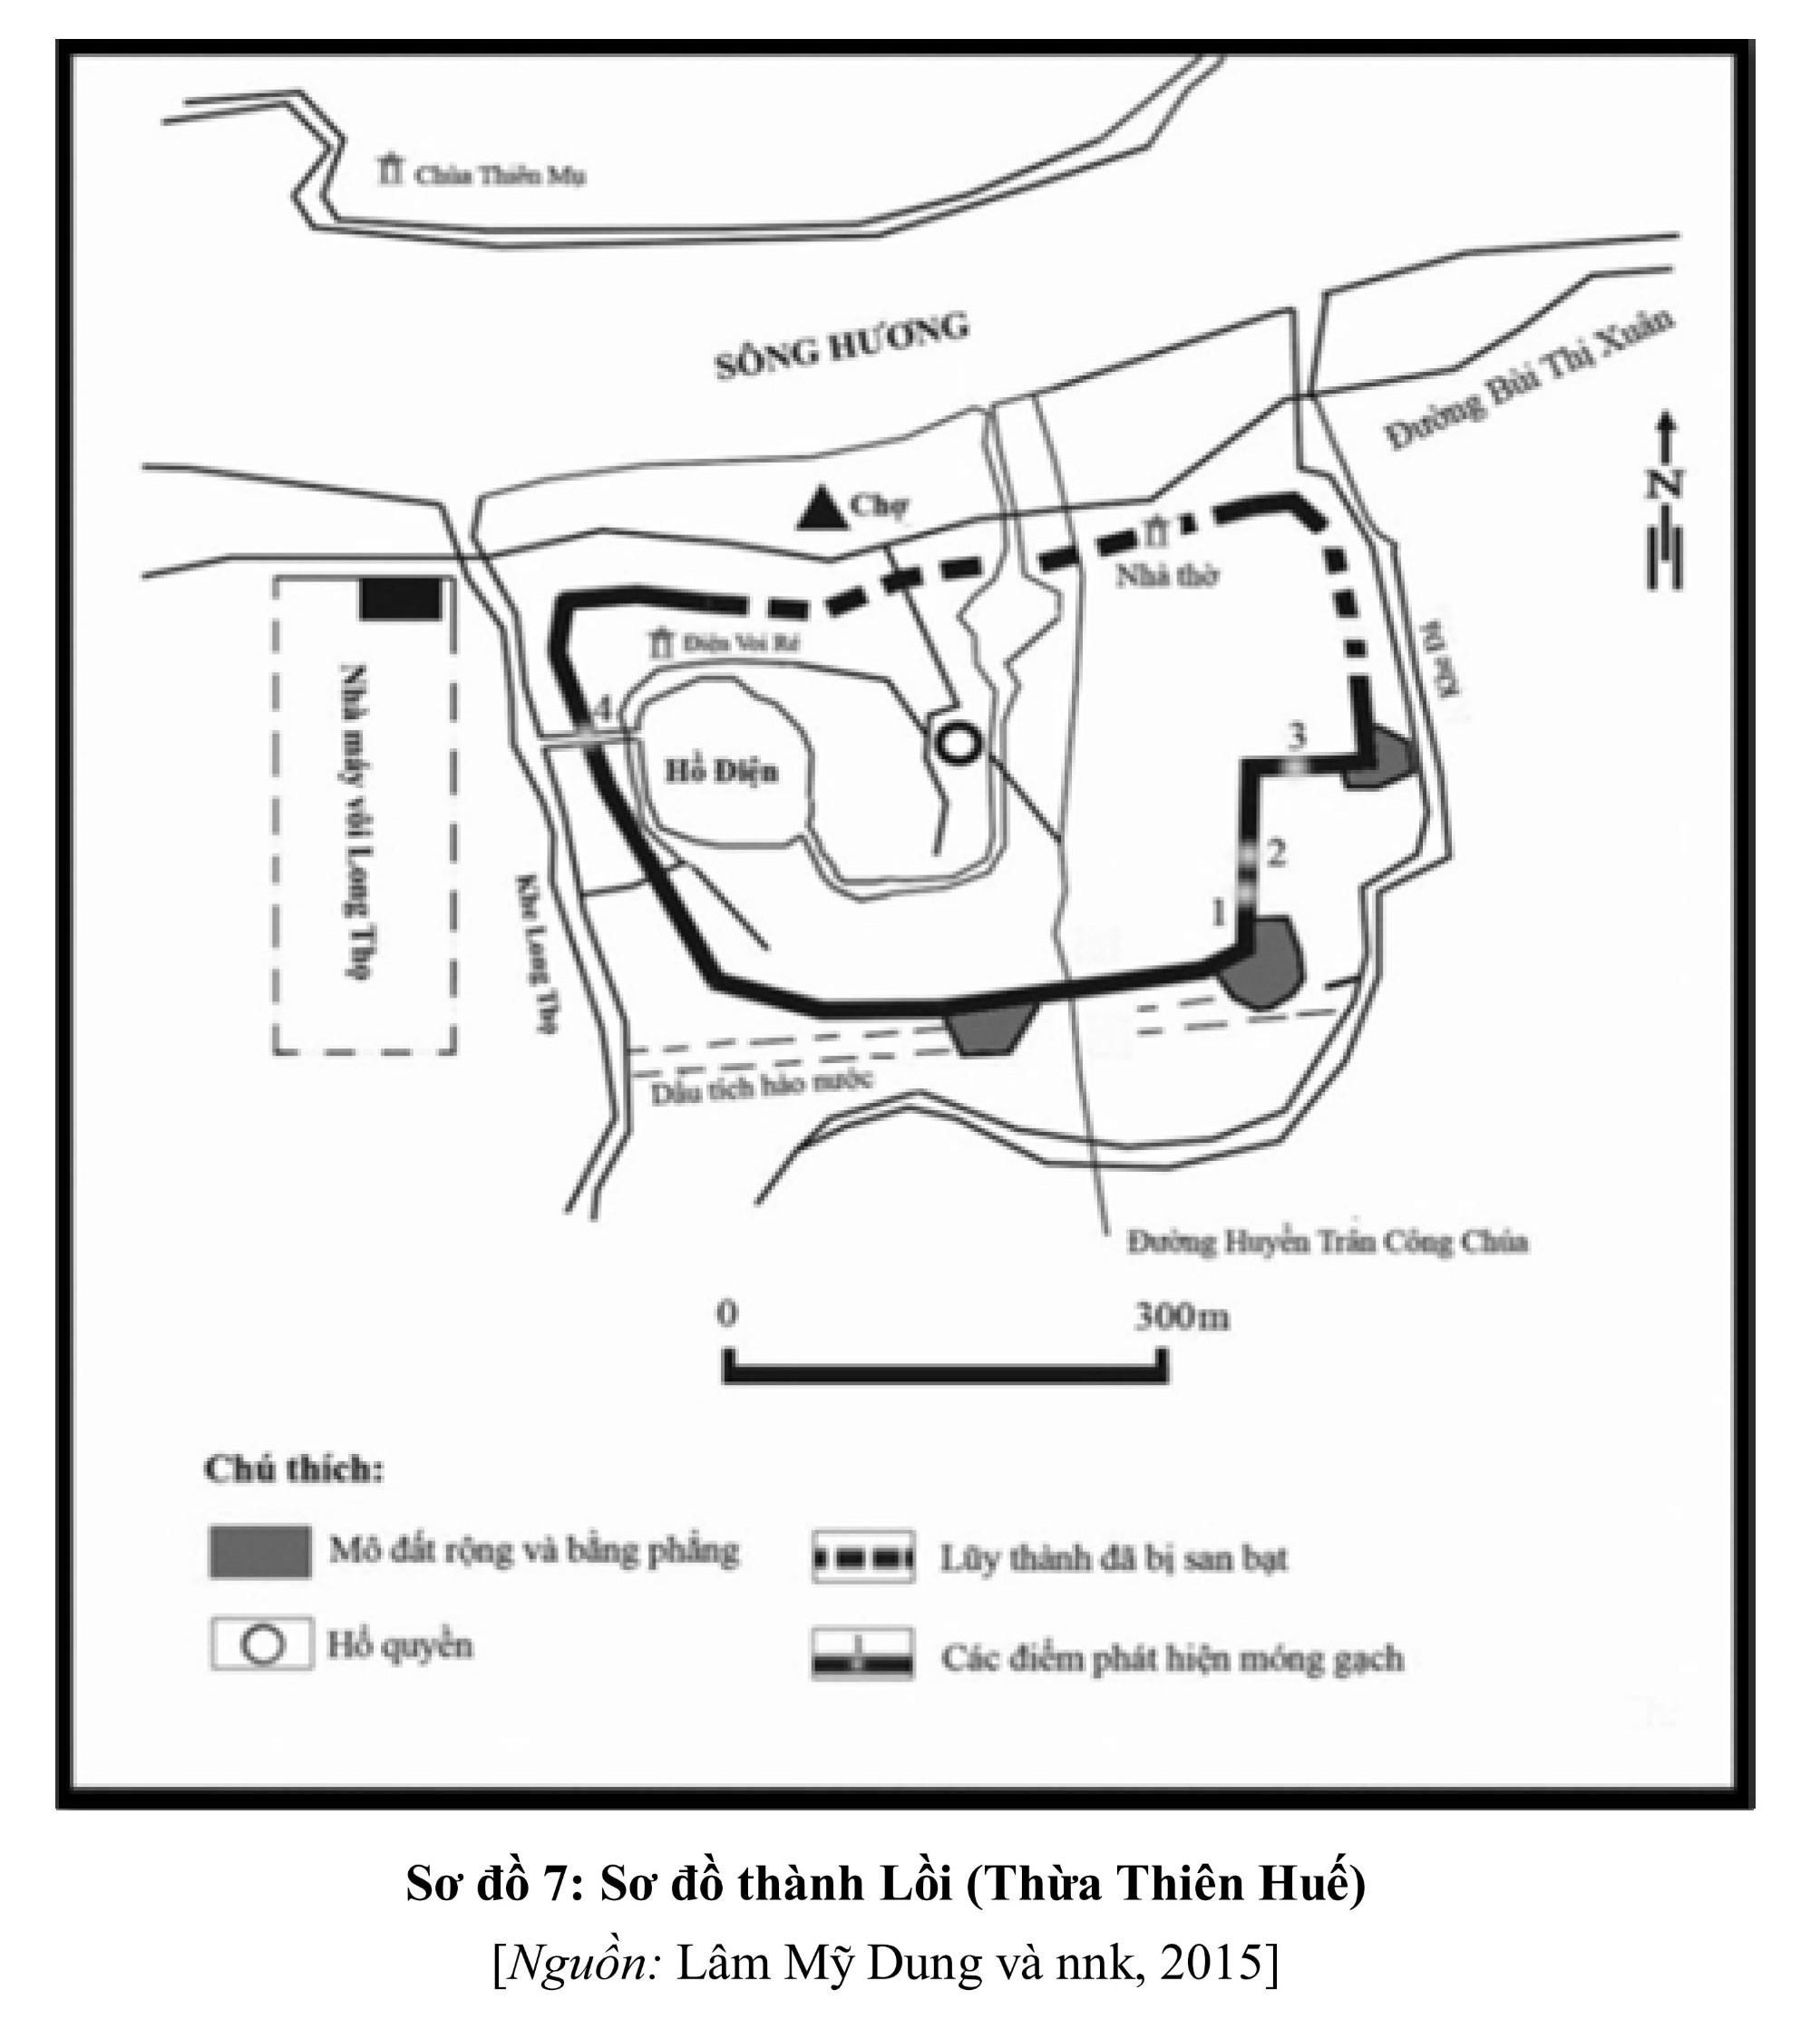 Chùa Thiên Mụ
SÔNG HƯƠNG
Đường Bùi Thị Xuân
N
Chợ
Nhà thờ
Điện Voi Ré
Khe Đá
4
Hồ Điện
3
2
1
Nhà máy vôi Long Thọ
Khe Long Thọ
Dấu tích hào nước
Đường Huyền Trân Công Chúa
0 300m
Chú thích:
Mô đất rộng và bằng phẳng
Lũy thành đã bị san bạt
Hổ quyền
1
Các điểm phát hiện móng gạch
Sơ đồ 7: Sơ đồ thành Lồi (Thừa Thiên Huế)
[Nguồn: Lâm Mỹ Dung và nnk, 2015]